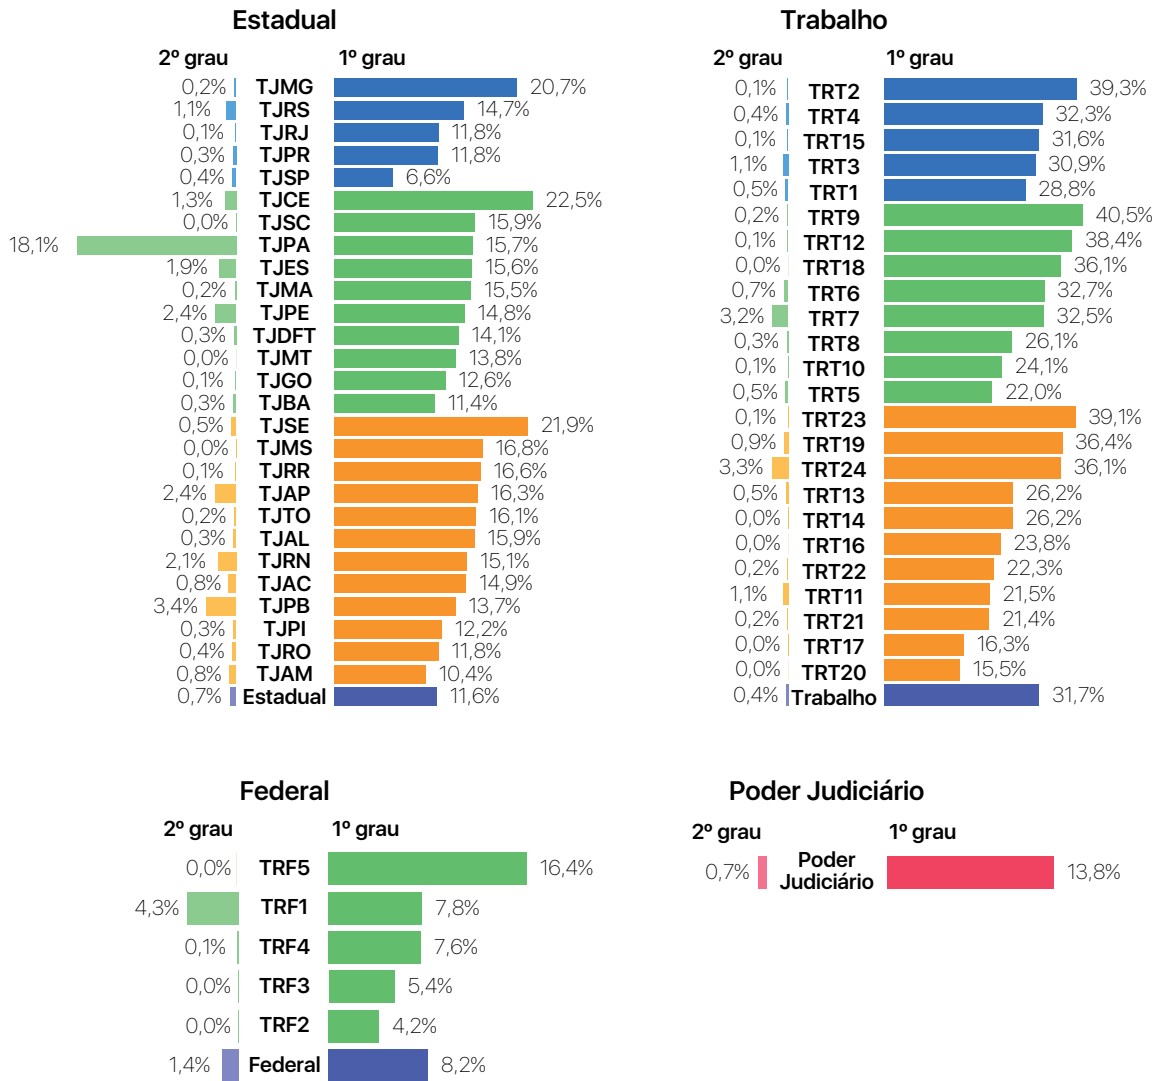 Estadual
2º grau 1º grau
0,2% TJMG 20,7%
1,1% TJRS 14,7%
0,1% TJRJ 11,8%
0,3% TJPR 11,8%
0,4% TJSP 6,6%
1,3% TJCE 22,5%
0,0% TJSC 15,9%
18,1% TJPA 15,7%
1,9% TJES 15,6%
0,2% TJMA 15,5%
2,4% TJPE 14,8%
0,3% TJDFT 14,1%
0,0% TJMT 13,8%
0,1% TJGO 12,6%
0,3% TJBA 11,4%
0,5% TJSE 21,9%
0,0% TJMS 16,8%
0,1% TJRR 16,6%
2,4% TJAP 16,3%
0,2% TJTO 16,1%
0,3% TJAL 15,9%
2,1% TJRN 15,1%
0,8% TJAC 14,9%
3,4% TJPB 13,7%
0,3% TJPI 12,2%
0,4% TJRO 11,8%
0,8% TJAM 10,4%
0,7% Estadual 11,6%
Trabalho
2º grau 1º grau
0,1% TRT2 39,3%
0,4% TRT4 32,3%
0,1% TRT15 31,6%
1,1% TRT3 30,9%
0,5% TRT1 28,8%
0,2% TRT9 40,5%
0,1% TRT12 38,4%
0,0% TRT18 36,1%
0,7% TRT6 32,7%
3,2% TRT7 32,5%
0,3% TRT8 26,1%
0,1% TRT10 24,1%
0,5% TRT5 22,0%
0,1% TRT23 39,1%
0,9% TRT19 36,4%
3,3% TRT24 36,1%
0,5% TRT13 26,2%
0,0% TRT14 26,2%
0,0% TRT16 23,8%
0,2% TRT22 22,3%
1,1% TRT11 21,5%
0,2% TRT21 21,4%
0,0% TRT17 16,3%
0,0% TRT20 15,5%
0,4% Trabalho 31,7%
Federal
2º grau 1º grau
0,0% TRF5 16,4%
4,3% TRF1 7,8%
0,1% TRF4 7,6%
0,0% TRF3 5,4%
0,0% TRF2 4,2%
1,4% Federal 8,2%
Poder Judiciário
2º grau 1º grau
0,7% Poder Judiciário 13,8%